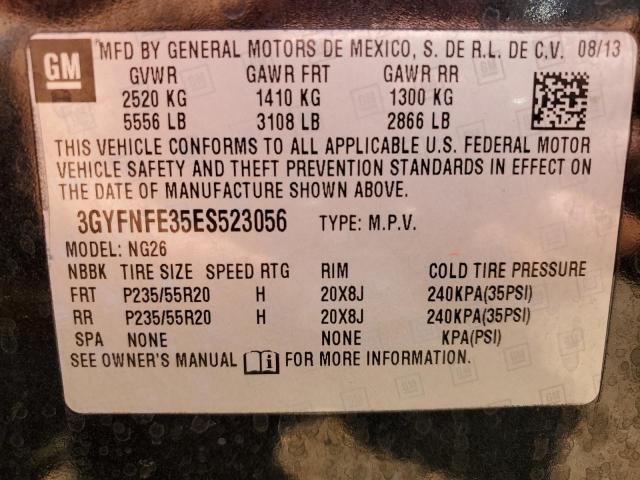 GM MFD BY GENERAL MOTORS DE MEXICO, S. DE R.L. DE C.V. 08/13
GVWR GAWR FRT GAWR RR
2520 KG 1410 KG 1300 KG
5556 LB 3108 LB 2866 LB
THIS VEHICLE CONFORMS TO ALL APPLICABLE U.S. FEDERAL MOTOR
VEHICLE SAFETY AND THEFT PREVENTION STANDARDS IN EFFECT ON
THE DATE OF MANUFACTURE SHOWN ABOVE.
3GYFNFE35ES523056 TYPE: M.P.V.
MODEL: NG26
NBBK TIRE SIZE SPEED RTG RIM COLD TIRE PRESSURE
FRT P235/55R20 H 20X8J 240KPA(35PSI)
RR P235/55R20 H 20X8J 240KPA(35PSI)
SPA NONE NONE KPA(PSI)
SEE OWNER'S MANUAL FOR MORE INFORMATION.